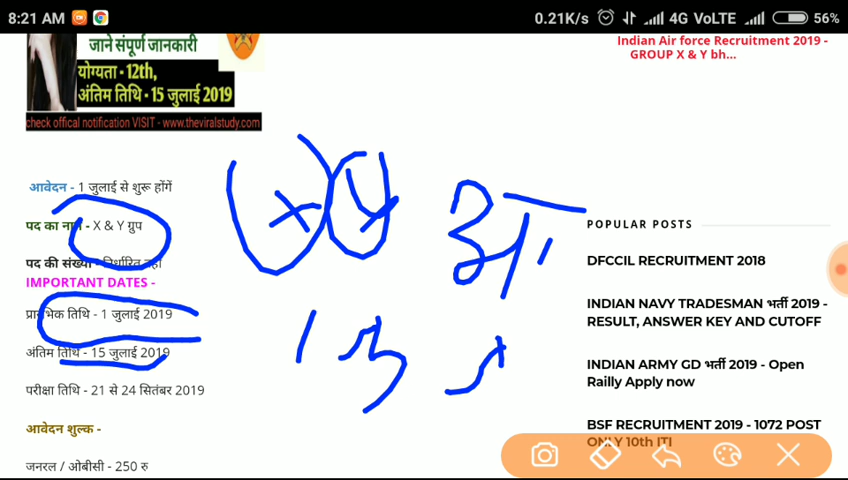 8:21 AM
0.21K/s
4G VoLTE
56%
Indian Air force Recruitment 2019 -
GROUP X & Y bh...
जाने संपूर्ण जानकारी
योग्यता - 12th,
अंतिम तिथि - 15 जुलाई 2019
check offical notification VISIT - www.theviralstudy.com
आवेदन - 1 जुलाई से शुरू होंगें
पद का नाम - X & Y ग्रुप
पद की संख्या - निर्धारित नहीं
IMPORTANT DATES -
प्रारंभिक तिथि - 1 जुलाई 2019
अंतिम तिथि - 15 जुलाई 2019
परीक्षा तिथि - 21 से 24 सितंबर 2019
आवेदन शुल्क -
जनरल / ओबीसी - 250 रु
X Y
POPULAR POSTS
DFCCIL RECRUITMENT 2018
INDIAN NAVY TRADESMAN भर्ती 2019 -
RESULT, ANSWER KEY AND CUTOFF
INDIAN ARMY GD भर्ती 2019 - Open
Railly Apply now
BSF RECRUITMENT 2019 - 1072 POST
ONLY 10th ITI